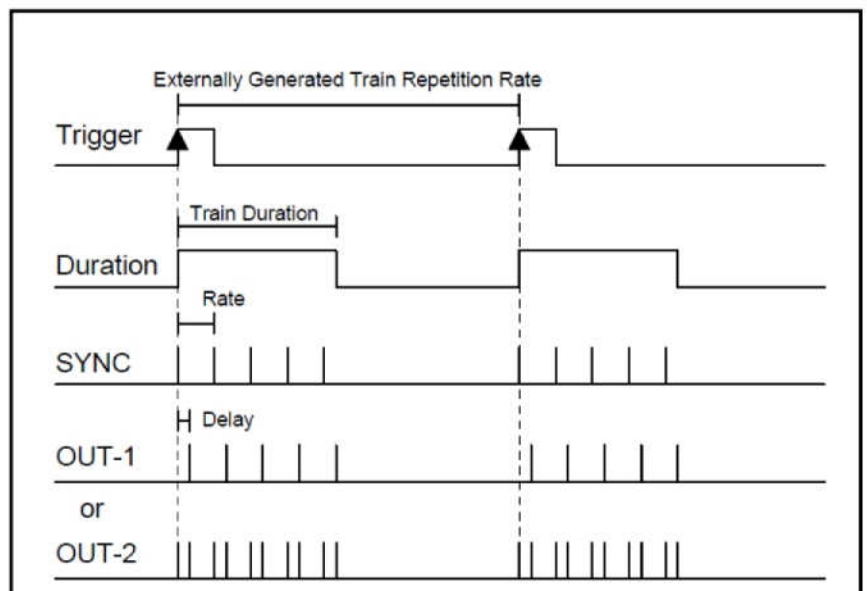 Externally Generated Train Repetition Rate
Trigger
Train Duration
Duration
Rate
SYNC
Delay
OUT-1
or
OUT-2